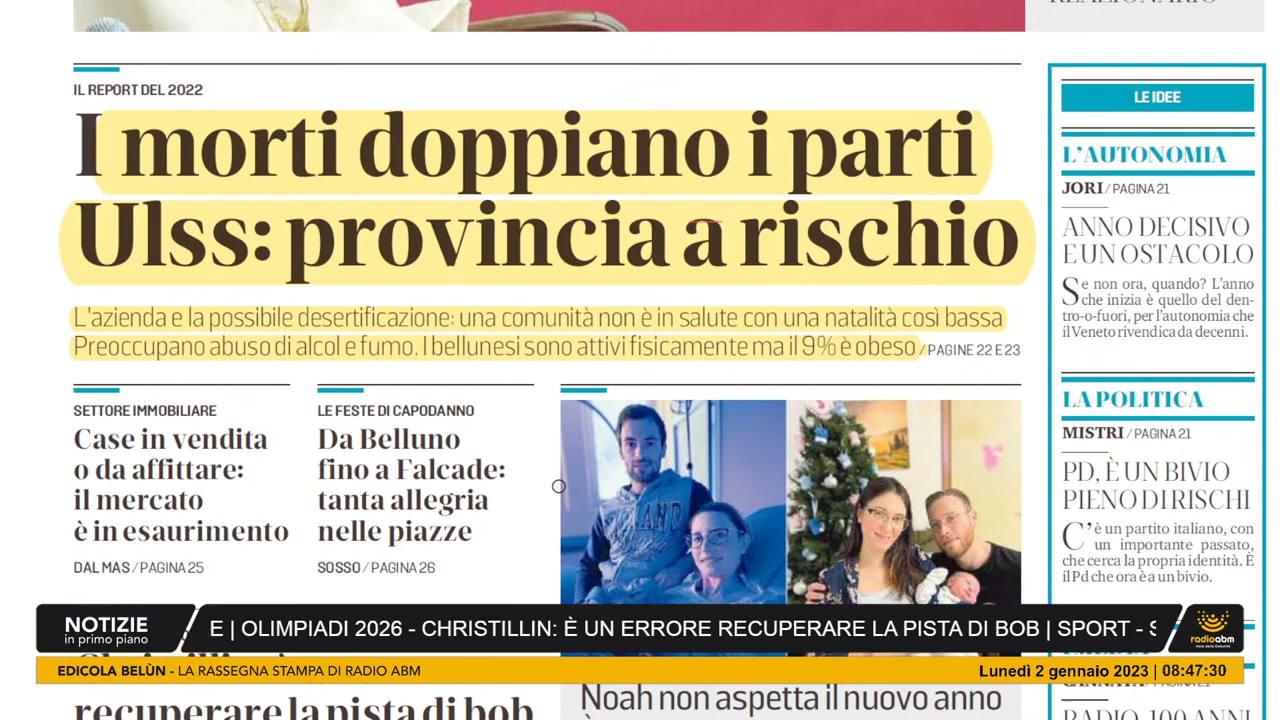 IL REPORT DEL 2022
I morti doppiano i parti
Ulss: provincia a rischio
L'azienda e la possibile desertificazione: una comunità non è in salute con una natalità così bassa
Preoccupano abuso di alcol e fumo. I bellunesi sono attivi fisicamente ma il 9% è obeso / PAGINE 22 E 23
SETTORE IMMOBILIARE
Case in vendita
o da affittare:
il mercato
è in esaurimento
DAL MAS / PAGINA 25
LE FESTE DI CAPODANNO
Da Belluno
fino a Falcade:
tanta allegria
nelle piazze
SOSSO / PAGINA 26
recuperare la pista di bob
Noah non aspetta il nuovo anno
LE IDEE
L'AUTONOMIA
JORI / PAGINA 21
ANNO DECISIVO
E UN OSTACOLO
Se non ora, quando? L'anno
che inizia è quello del den-
tro-o-fuori, per l'autonomia che
il Veneto rivendica da decenni.
LA POLITICA
MISTRI / PAGINA 21
PD, È UN BIVIO
PIENO DI RISCHI
C'è un partito italiano, con
un importante passato,
che cerca la propria identità. È
il Pd che ora è a un bivio.
RADIO, 100 ANNI
NOTIZIE
in primo piano
E | OLIMPIADI 2026 - CHRISTILLIN: È UN ERRORE RECUPERARE LA PISTA DI BOB | SPORT - S
radioabm
Voce delle Dolomiti
EDICOLA BELÙN - LA RASSEGNA STAMPA DI RADIO ABM
Lunedì 2 gennaio 2023 | 08:47:30